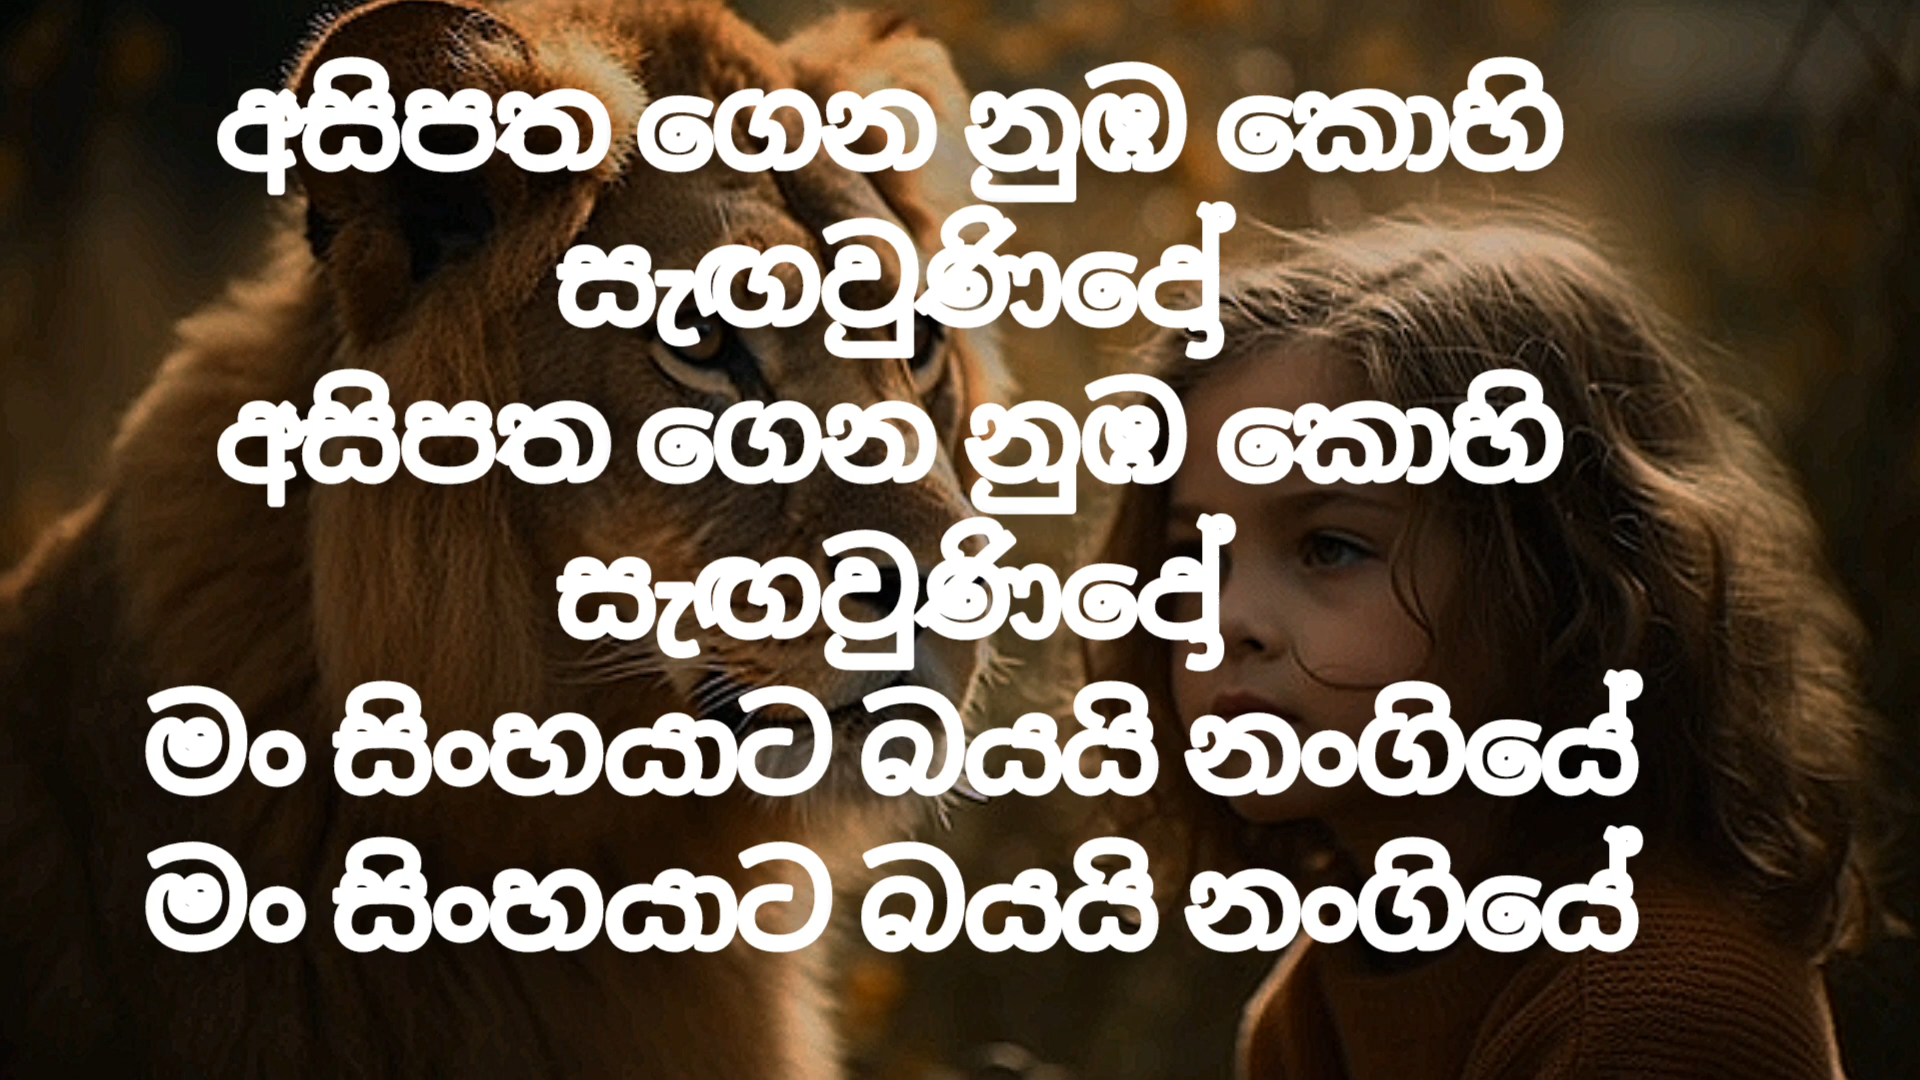 අසිපත ගෙන නුඹ කොහි
සැඟවුණිදෝ
අසිපත ගෙන නුඹ කොහි
සැඟවුණිදෝ
මං සිංහයාට බයයි නංගියේ
මං සිංහයාට බයයි නංගියේ